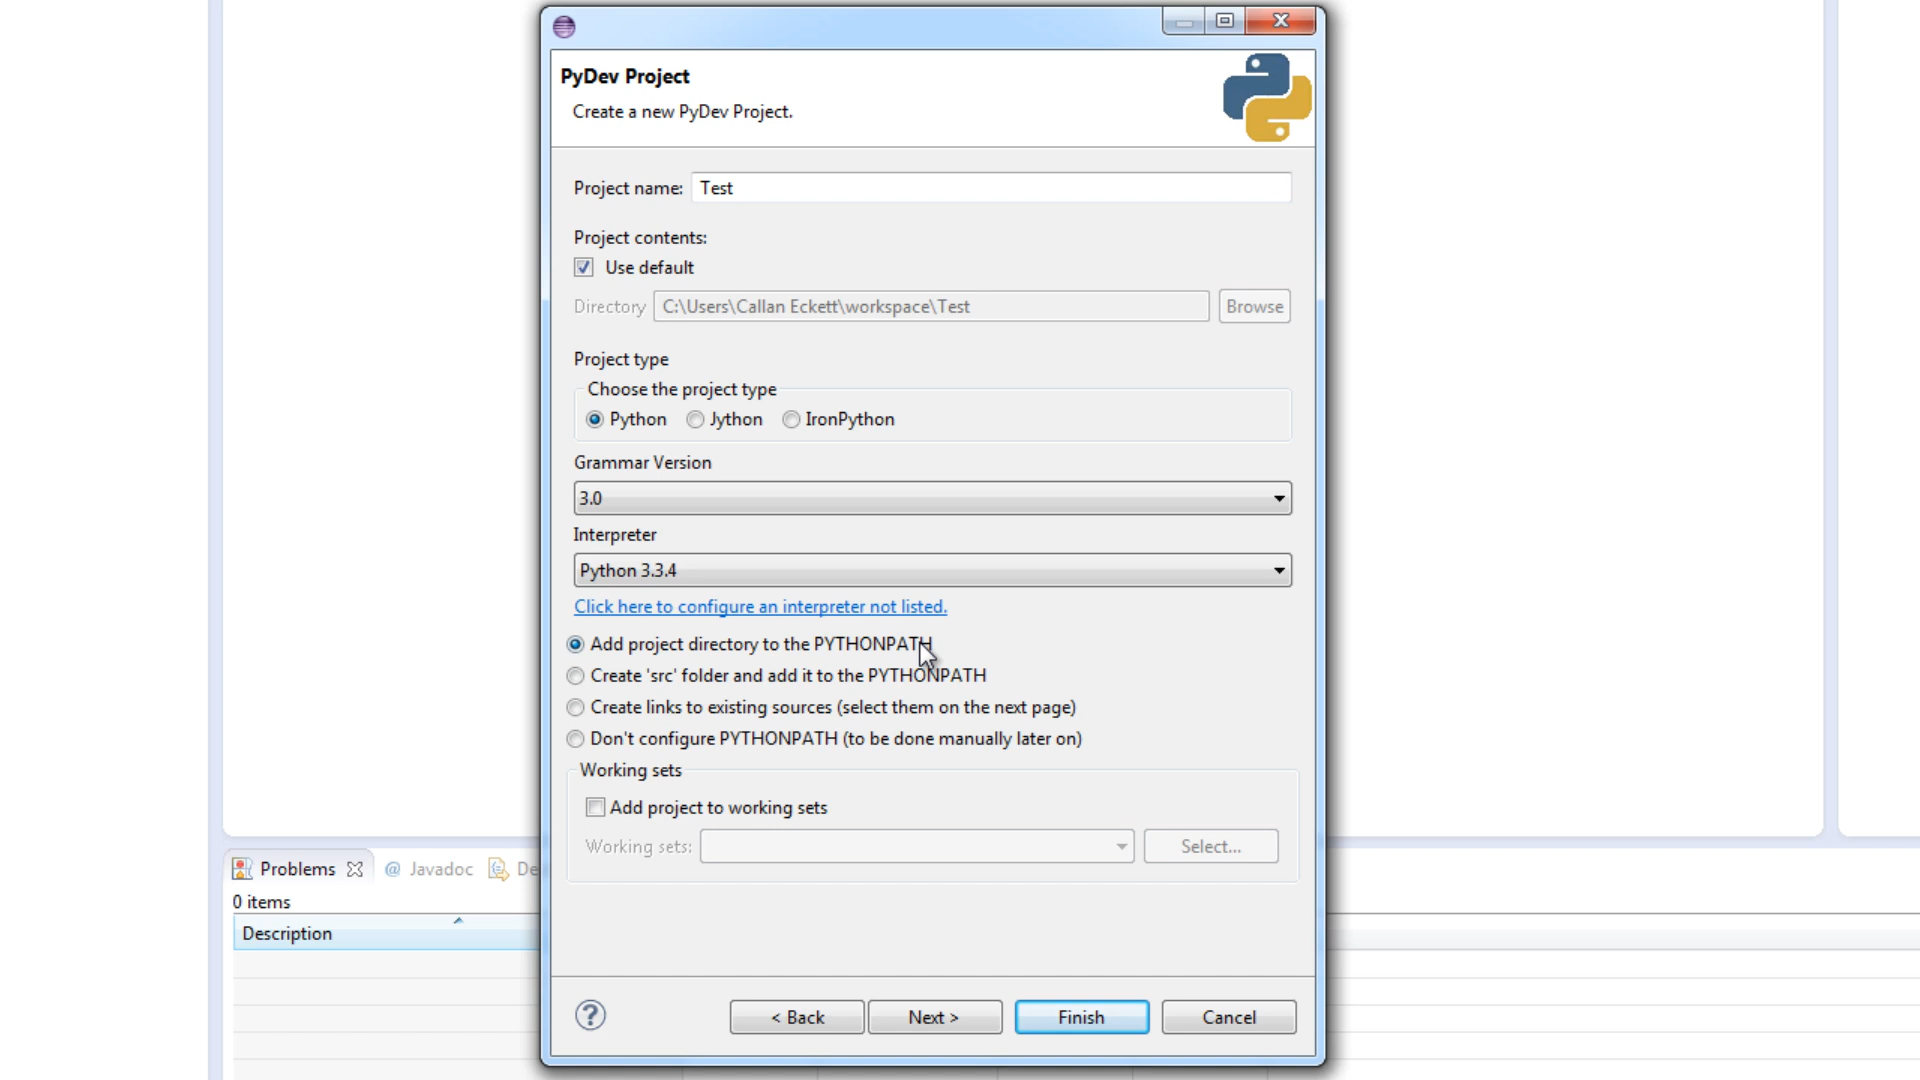 PyDev Project
Create a new PyDev Project.
Project name: Test
Project contents:
Use default
Directory C:\Users\Callan Eckett\workspace\Test Browse
Project type
Choose the project type
Python Jython IronPython
Grammar Version
3.0
Interpreter
Python 3.3.4
Click here to configure an interpreter not listed.
Add project directory to the PYTHONPATH
Create 'src' folder and add it to the PYTHONPATH
Create links to existing sources (select them on the next page)
Don't configure PYTHONPATH (to be done manually later on)
Working sets
Add project to working sets
Working sets: Select...
Problems @ Javadoc De
0 items
Description
? < Back Next > Finish Cancel